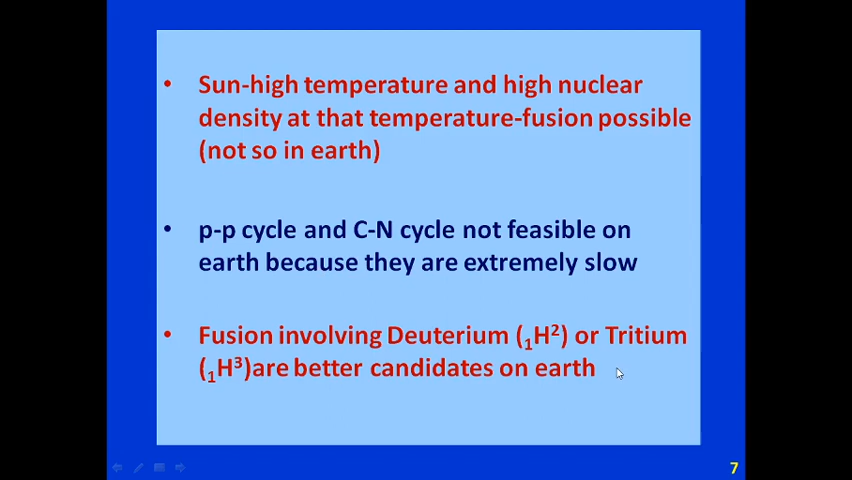 • Sun-high temperature and high nuclear
density at that temperature-fusion possible
(not so in earth)
• p-p cycle and C-N cycle not feasible on
earth because they are extremely slow
• Fusion involving Deuterium (₁H²) or Tritium
(₁H³)are better candidates on earth
7